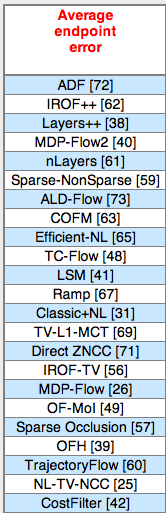 Average
endpoint
error
ADF [72]
IROF++ [62]
Layers++ [38]
MDP-Flow2 [40]
nLayers [61]
Sparse-NonSparse [59]
ALD-Flow [73]
COFM [63]
Efficient-NL [65]
TC-Flow [48]
LSM [41]
Ramp [67]
Classic+NL [31]
TV-L1-MCT [69]
Direct ZNCC [71]
IROF-TV [56]
MDP-Flow [26]
OF-Mol [49]
Sparse Occlusion [57]
OFH [39]
TrajectoryFlow [60]
NL-TV-NCC [25]
CostFilter [42]